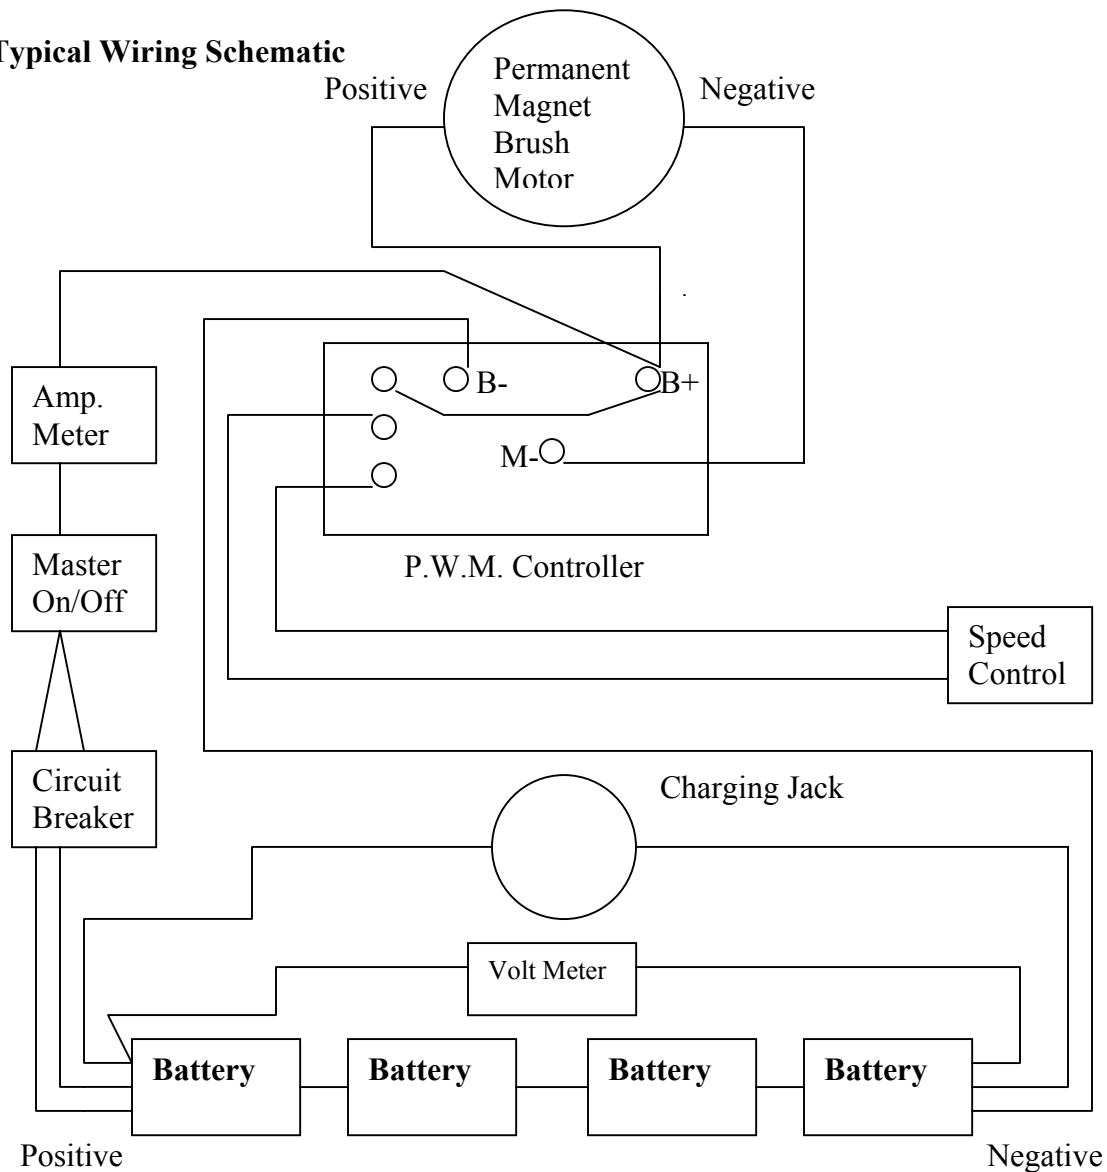 Typical Wiring Schematic
Positive
Permanent
Magnet
Brush
Motor
Negative
B-
B+
M-
Amp.
Meter
P.W.M. Controller
Master
On/Off
Speed
Control
Circuit
Breaker
Charging Jack
Volt Meter
Battery
Battery
Battery
Battery
Positive
Negative